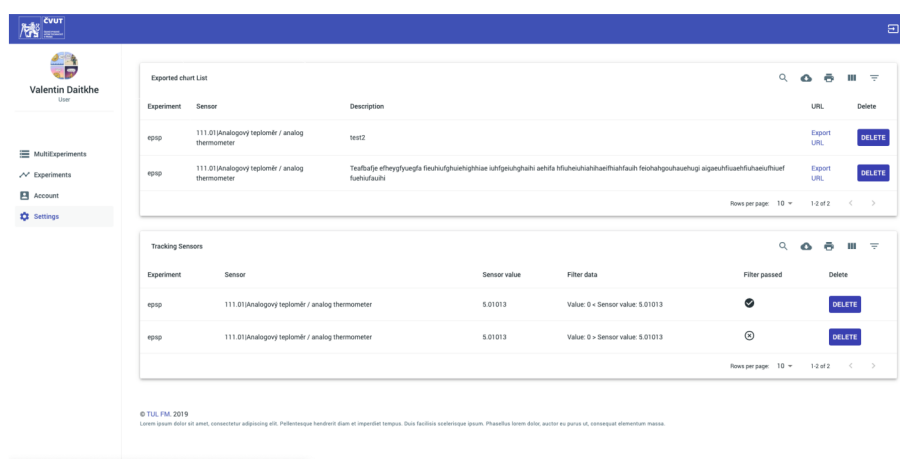 ČVUT
Valentin Daitkhe
User
MultiExperiments
Experiments
Account
Settings
Exported chart List
Experiment Sensor Description URL Delete
epsp 111.01|Analogový teploměr / analog thermometer test2 Export URL DELETE
epsp 111.01|Analogový teploměr / analog thermometer Teafbafje efheygfyuegfa fieuhiufghuiehighhiae iuhfgeiuhghaihi aehifa hfiuheiuhiahihaeifhiahfauih feiohahgouhauehugi aigaeuhfiuaehfiuhaeiufhiuef fuehiufauihi Export URL DELETE
Rows per page: 10 1-2 of 2
Tracking Sensors
Experiment Sensor Sensor value Filter data Filter passed Delete
epsp 111.01|Analogový teploměr / analog thermometer 5.01013 Value: 0 < Sensor value: 5.01013 DELETE
epsp 111.01|Analogový teploměr / analog thermometer 5.01013 Value: 0 > Sensor value: 5.01013 DELETE
Rows per page: 10 1-2 of 2
© TUL FM. 2019
Lorem ipsum dolor sit amet, consectetur adipiscing elit. Pellentesque hendrerit diam et imperdiet tempus. Duis facilisis scelerisque ipsum. Phasellus lorem dolor, auctor eu purus ut, consequat elementum massa.